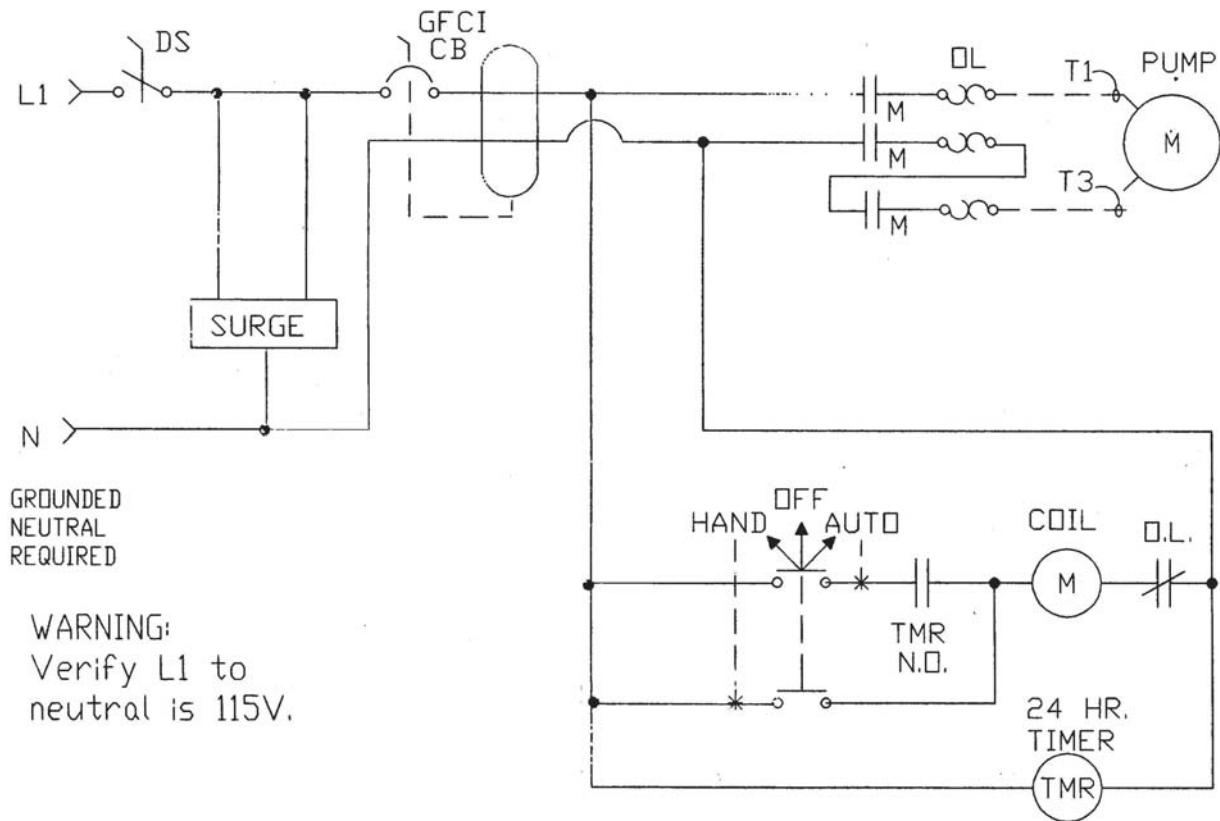 DS
GFCI
CB
OL
T1
PUMP
L1
M
M
M
T3
M
SURGE
N
GROUNDED
NEUTRAL
REQUIRED
WARNING:
Verify L1 to
neutral is 115V.
OFF
HAND
AUTO
COIL
O.L.
M
TMR
N.O.
24 HR.
TIMER
TMR